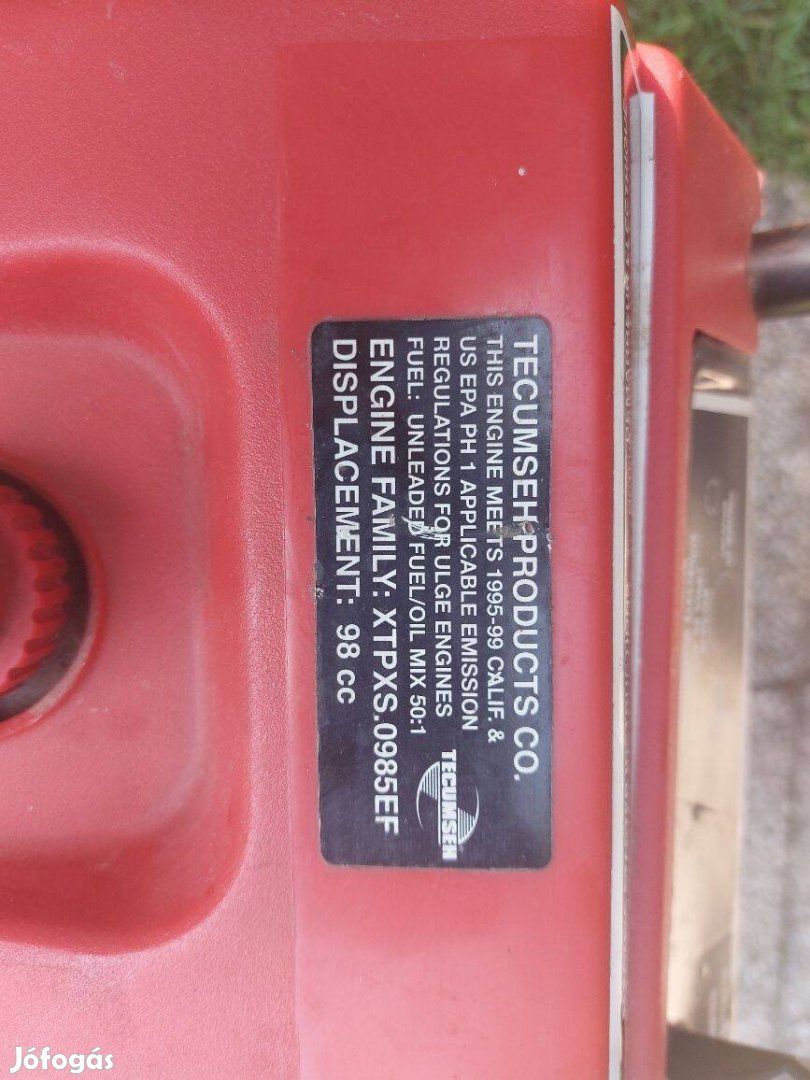 TECUMSEH PRODUCTS CO.
THIS ENGINE MEETS 1995-99 CALIF. &
US EPA PH 1 APPLICABLE EMISSION
REGULATIONS FOR ULGE ENGINES
FUEL: UNLEADED FUEL/OIL MIX 50:1
ENGINE FAMILY: XTPXS.0985EF
DISPLACEMENT: 98 cc
TECUMSEH
Jófogás